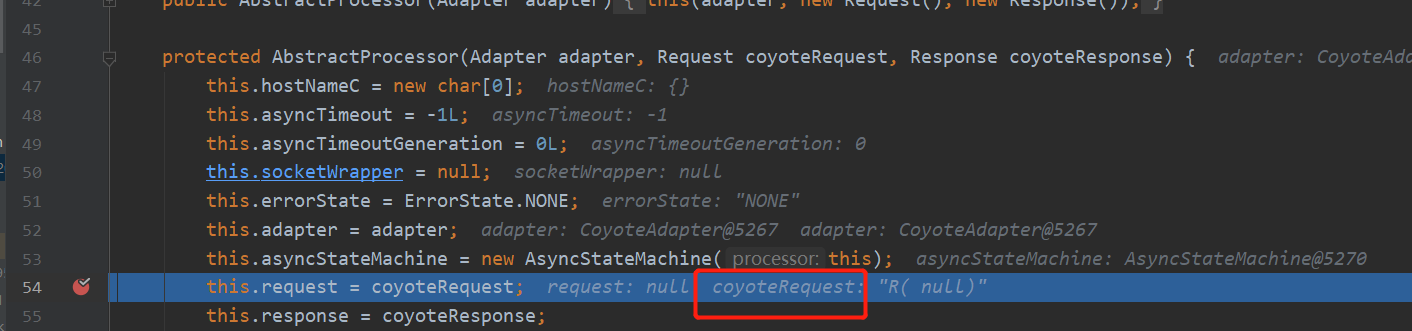 42 public AbstractProcessor(Adapter adapter) { this(adapter, new Request(), new Response()); }
45
46 protected AbstractProcessor(Adapter adapter, Request coyoteRequest, Response coyoteResponse) { adapter: CoyoteAda
47 this.hostNameC = new char[0]; hostNameC: {}
48 this.asyncTimeout = -1L; asyncTimeout: -1
49 this.asyncTimeoutGeneration = 0L; asyncTimeoutGeneration: 0
50 this.socketWrapper = null; socketWrapper: null
51 this.errorState = ErrorState.NONE; errorState: "NONE"
52 this.adapter = adapter; adapter: CoyoteAdapter@5267 adapter: CoyoteAdapter@5267
53 this.asyncStateMachine = new AsyncStateMachine( processor: this); asyncStateMachine: AsyncStateMachine@5270
54 this.request = coyoteRequest; request: null coyoteRequest: "R( null)"
55 this.response = coyoteResponse;